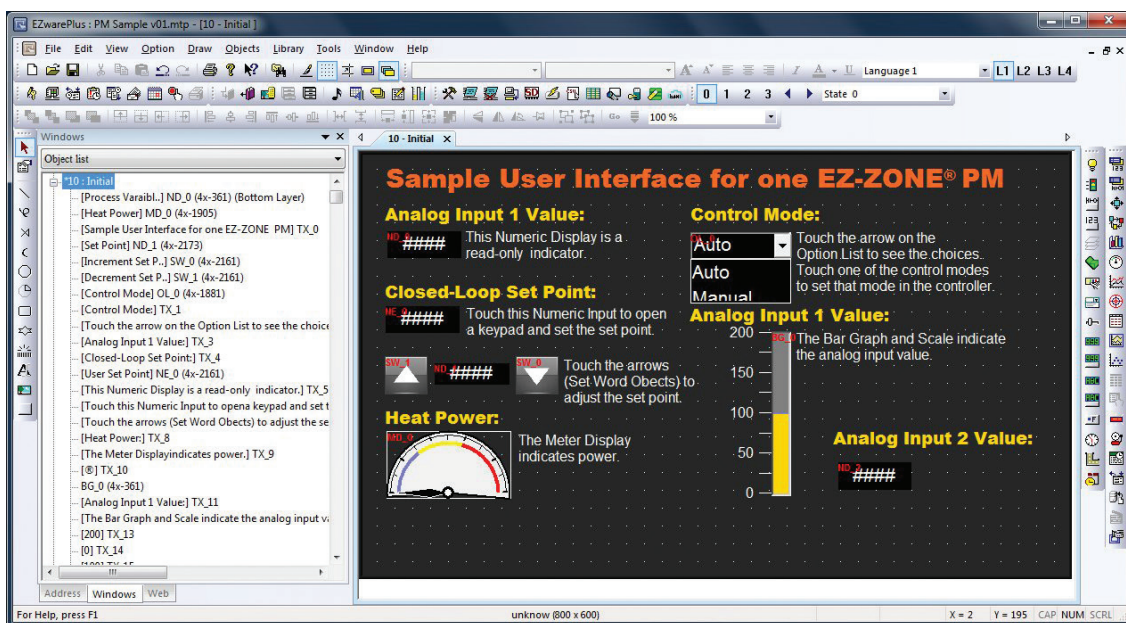 EZwarePlus : PM Sample v01.mtp - [10 - Initial ]
File Edit View Option Draw Objects Library Tools Window Help
Language 1 L1 L2 L3 L4
0 1 2 3 State 0
100 %
Windows
10 - Initial
Object list
*10 : Initial
[Process Varaibl..] ND_0 (4x-361) (Bottom Layer)
[Heat Power] MD_0 (4x-1905)
[Sample User Interface for one EZ-ZONE PM] TX_0
[Set Point] ND_1 (4x-2173)
[Increment Set P..] SW_0 (4x-2161)
[Decrement Set P..] SW_1 (4x-2161)
[Control Mode] OL_0 (4x-1881)
[Control Mode:] TX_1
[Touch the arrow on the Option List to see the choice
[Analog Input 1 Value:] TX_3
[Closed-Loop Set Point:] TX_4
[User Set Point] NE_0 (4x-2161)
[This Numeric Display is a read-only indicator.] TX_5
[Touch this Numeric Input to opena keypad and set t
[Touch the arrows (Set Word Obects) to adjust the se
[Heat Power:] TX_8
[The Meter Displayindicates power.] TX_9
[®] TX_10
BG_0 (4x-361)
[Analog Input 1 Value:] TX_11
[The Bar Graph and Scale indicate the analog input v
[200] TX_13
[0] TX_14
Address Windows Web
Sample User Interface for one EZ-ZONE® PM
Analog Input 1 Value:
####
This Numeric Display is a
read-only indicator.
Closed-Loop Set Point:
NE_0
####
Touch this Numeric Input to open
a keypad and set the set point.
SW_1
####
SW_0
Touch the arrows
(Set Word Obects) to
adjust the set point.
Heat Power:
MD_0
The Meter Display
indicates power.
Control Mode:
Auto
Auto
Manual
Touch the arrow on the
Option List to see the choices.
Touch one of the control modes
to set that mode in the controller.
Analog Input 1 Value:
200
150
100
50
0
The Bar Graph and Scale indicate
the analog input value.
Analog Input 2 Value:
####
For Help, press F1
unknow (800 x 600)
X = 2 Y = 195 CAP NUM SCRL